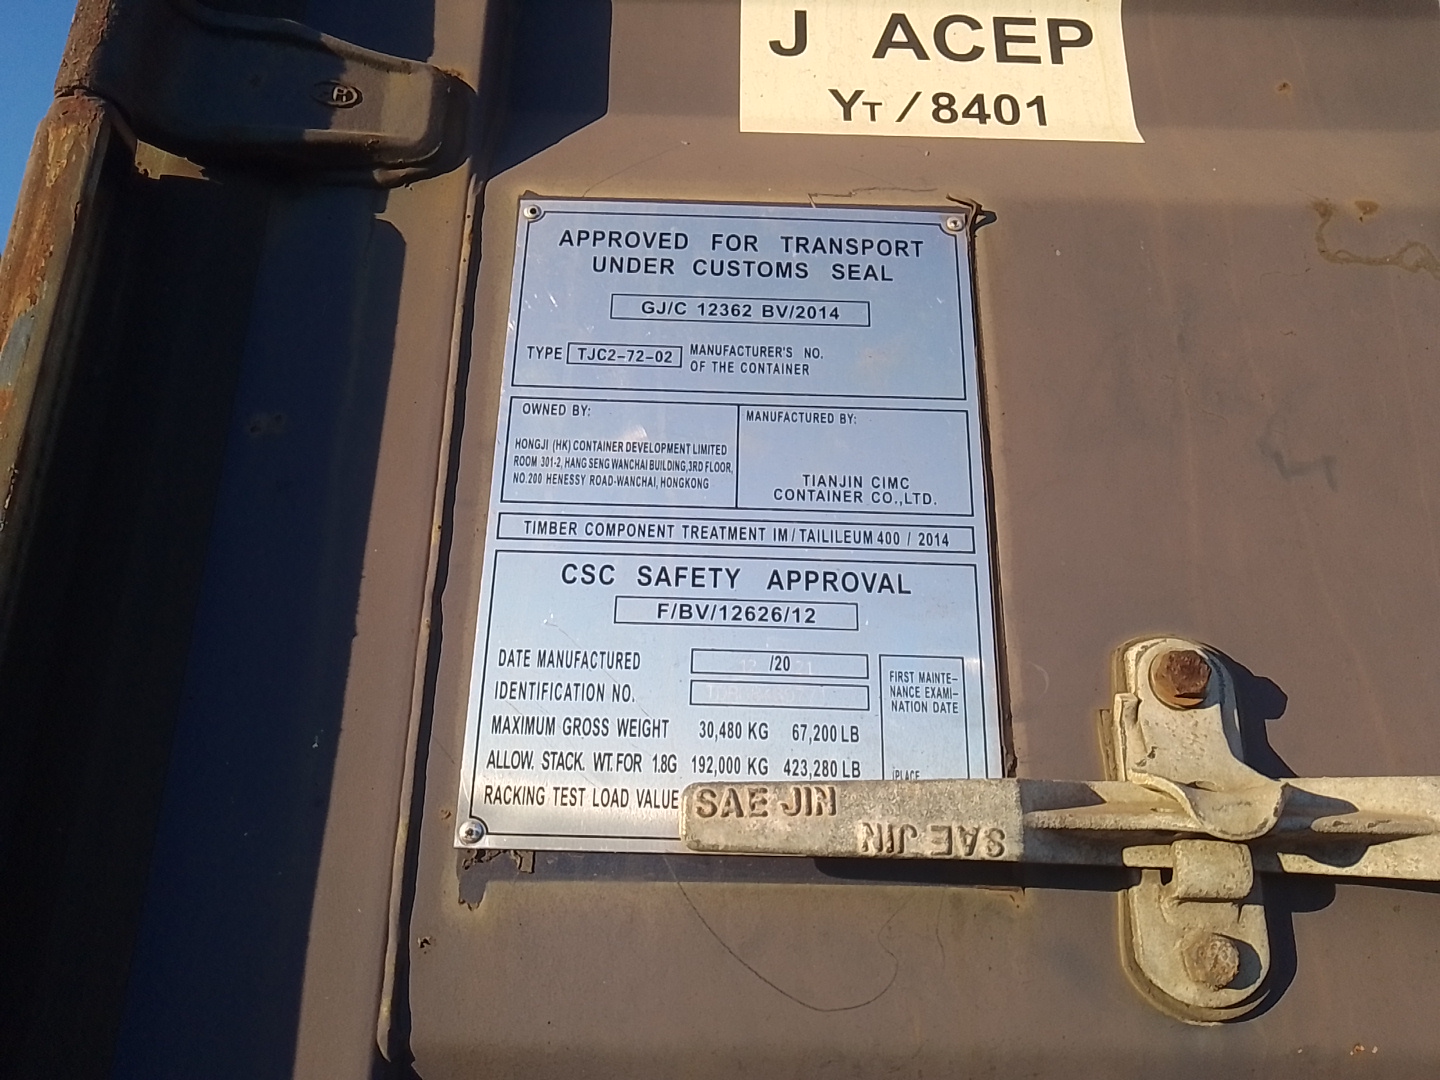 J ACEP
YT/8401
APPROVED FOR TRANSPORT
UNDER CUSTOMS SEAL
GJ/C 12362 BV/2014
TYPE TJC2-72-02 MANUFACTURER'S NO.
OF THE CONTAINER
OWNED BY:
HONGJI (HK) CONTAINER DEVELOPMENT LIMITED
ROOM 301-2, HANG SENG WANCHAI BUILDING,3RD FLOOR,
NO.200 HENESSY ROAD-WANCHAI, HONGKONG
MANUFACTURED BY:
TIANJIN CIMC
CONTAINER CO.,LTD.
TIMBER COMPONENT TREATMENT IM/TAILILEUM 400 / 2014
CSC SAFETY APPROVAL
F/BV/12626/12
DATE MANUFACTURED /20
IDENTIFICATION NO.
MAXIMUM GROSS WEIGHT 30,480 KG 67,200 LB
ALLOW. STACK. WT.FOR 1.8G 192,000 KG 423,280 LB
RACKING TEST LOAD VALUE
FIRST MAINTE-
NANCE EXAMI-
NATION DATE
(PLACE
SAE JIN
SAE JIN